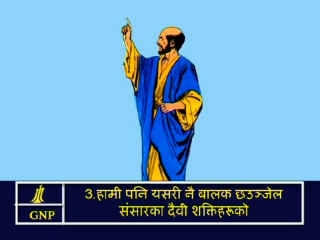 3.हामी पनि यसरी नै बालक छउञ्जेल
संसारका दैवी शक्तिहरूको
GNP